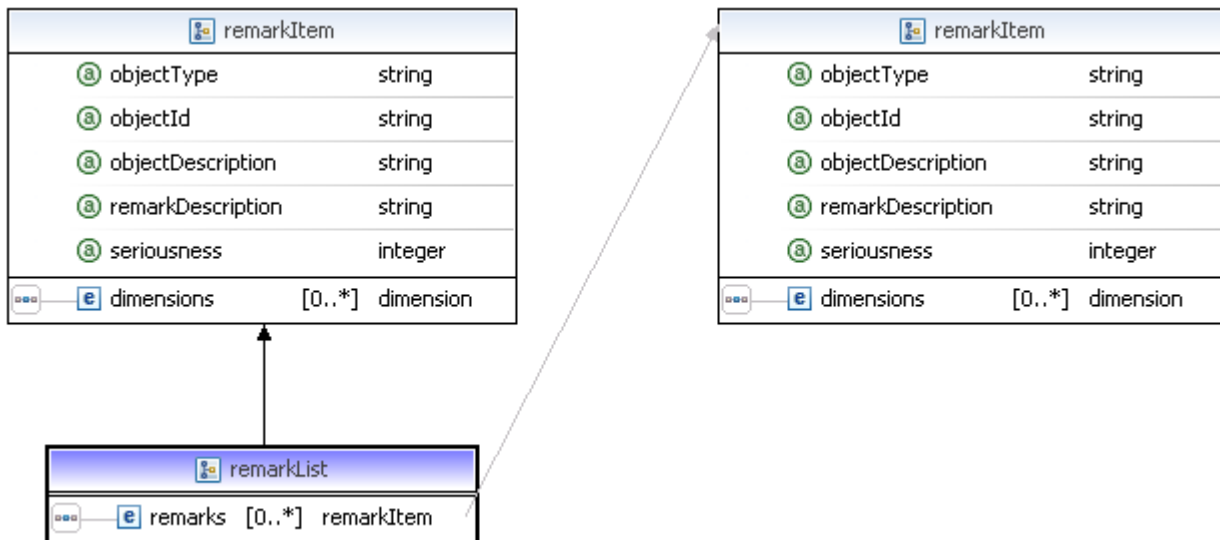 remarkItem
objectType string
objectId string
objectDescription string
remarkDescription string
seriousness integer
e dimensions [0..*] dimension
remarkItem
objectType string
objectId string
objectDescription string
remarkDescription string
seriousness integer
e dimensions [0..*] dimension
remarkList
e remarks [0..*] remarkItem